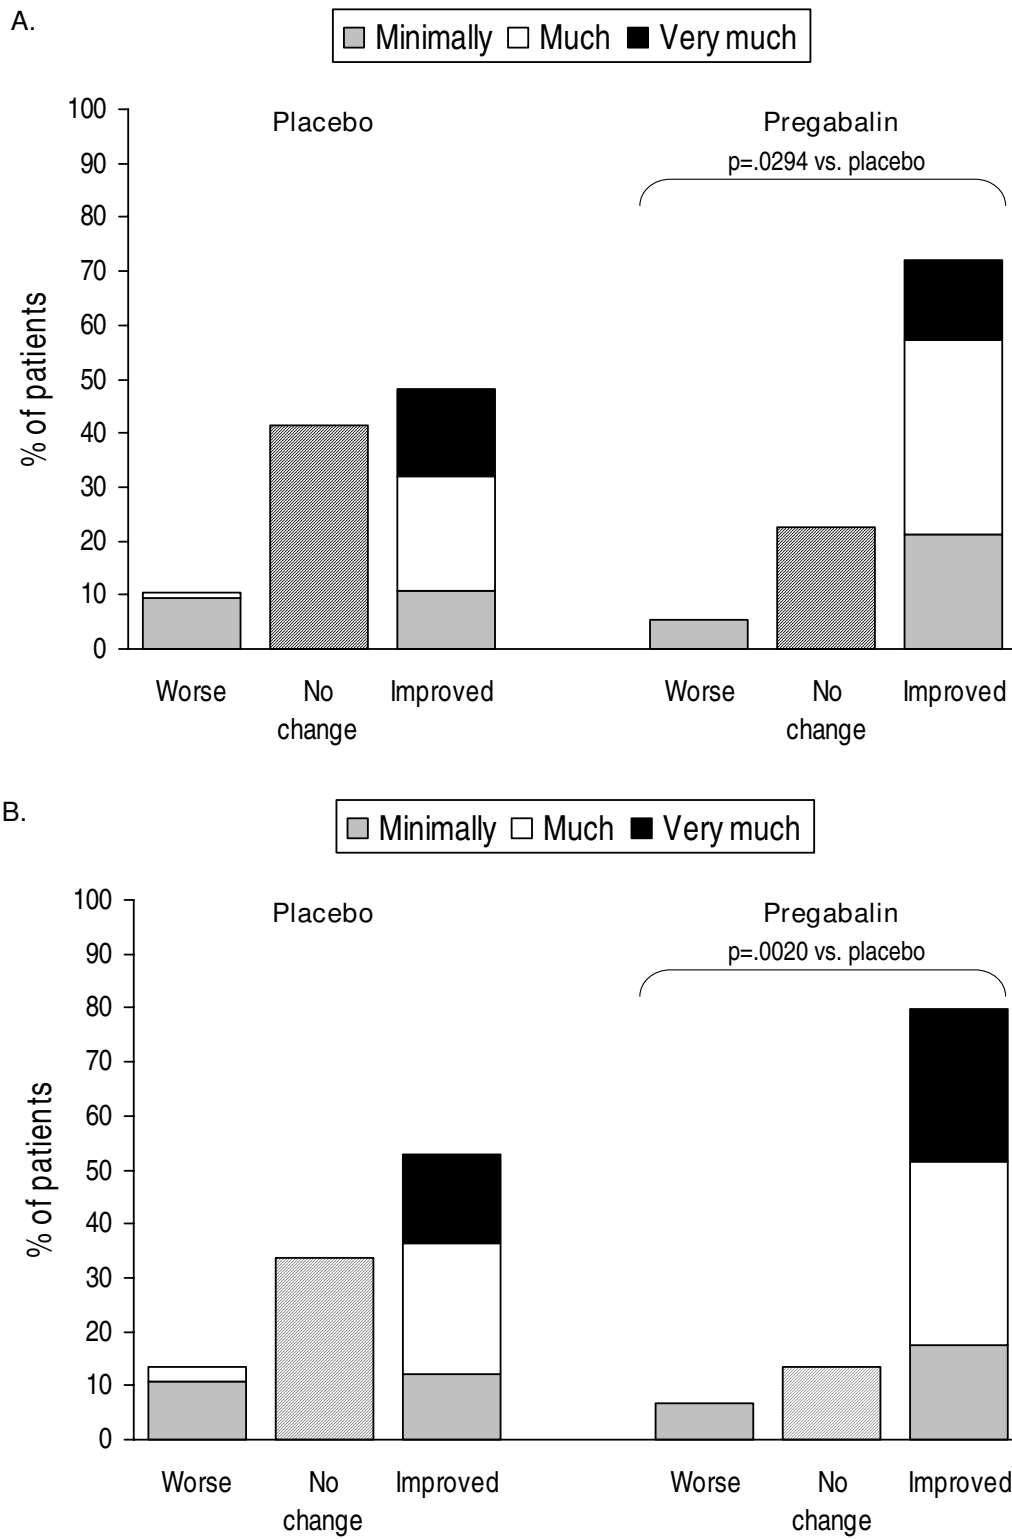 A.
Minimally Much Very much
100
Placebo
Pregabalin
90
p=.0294 vs. placebo
80
70
60
50
40
30
20
10
0
% of patients
Worse No Improved Worse No Improved
change change
B.
Minimally Much Very much
100
Placebo
Pregabalin
90
p=.0020 vs. placebo
80
70
60
50
40
30
20
10
0
% of patients
Worse No Improved Worse No Improved
change change